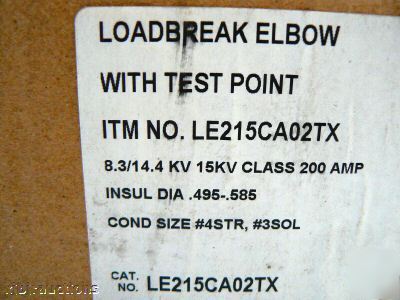 LOADBREAK ELBOW
WITH TEST POINT
ITM NO. LE215CA02TX
8.3/14.4 KV 15KV CLASS 200 AMP
INSUL DIA .495-.585
COND SIZE #4STR, #3SOL
CAT. NO. LE215CA02TX